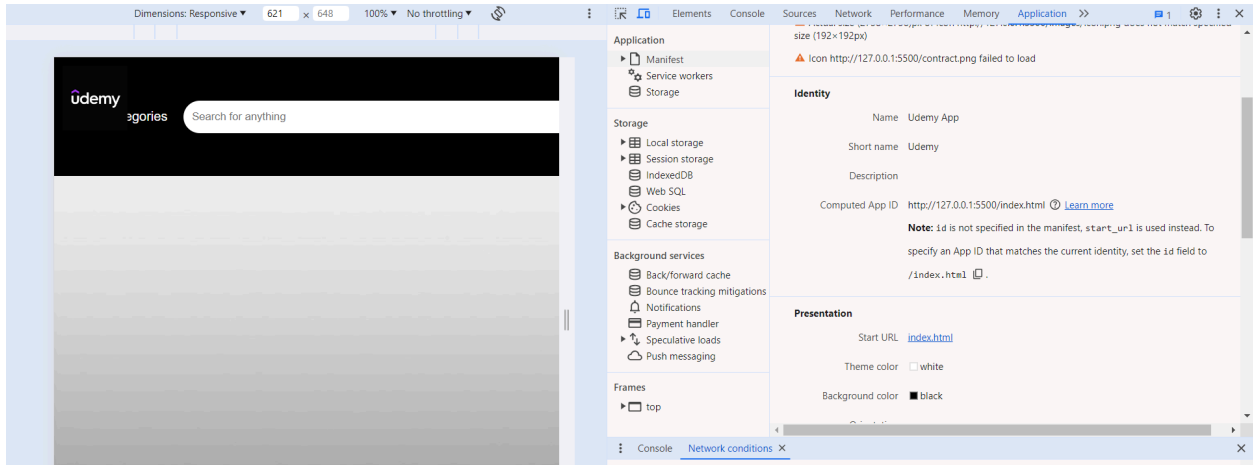 Dimensions: Responsive ▼ 621 × 648 100% ▼ No throttling ▼
Elements Console Sources Network Performance Memory Application 1
udemy
egories
Search for anything
Application
Manifest
Service workers
Storage
Storage
Local storage
Session storage
IndexedDB
Web SQL
Cookies
Cache storage
Background services
Back/forward cache
Bounce tracking mitigations
Notifications
Payment handler
Speculative loads
Push messaging
Frames
top
size (192×192px)
Icon http://127.0.0.1:5500/contract.png failed to load
Identity
Name Udemy App
Short name Udemy
Description
Computed App ID http://127.0.0.1:5500/index.html Learn more
Note: id is not specified in the manifest, start_url is used instead. To
specify an App ID that matches the current identity, set the id field to
/index.html .
Presentation
Start URL index.html
Theme color white
Background color black
Console Network conditions